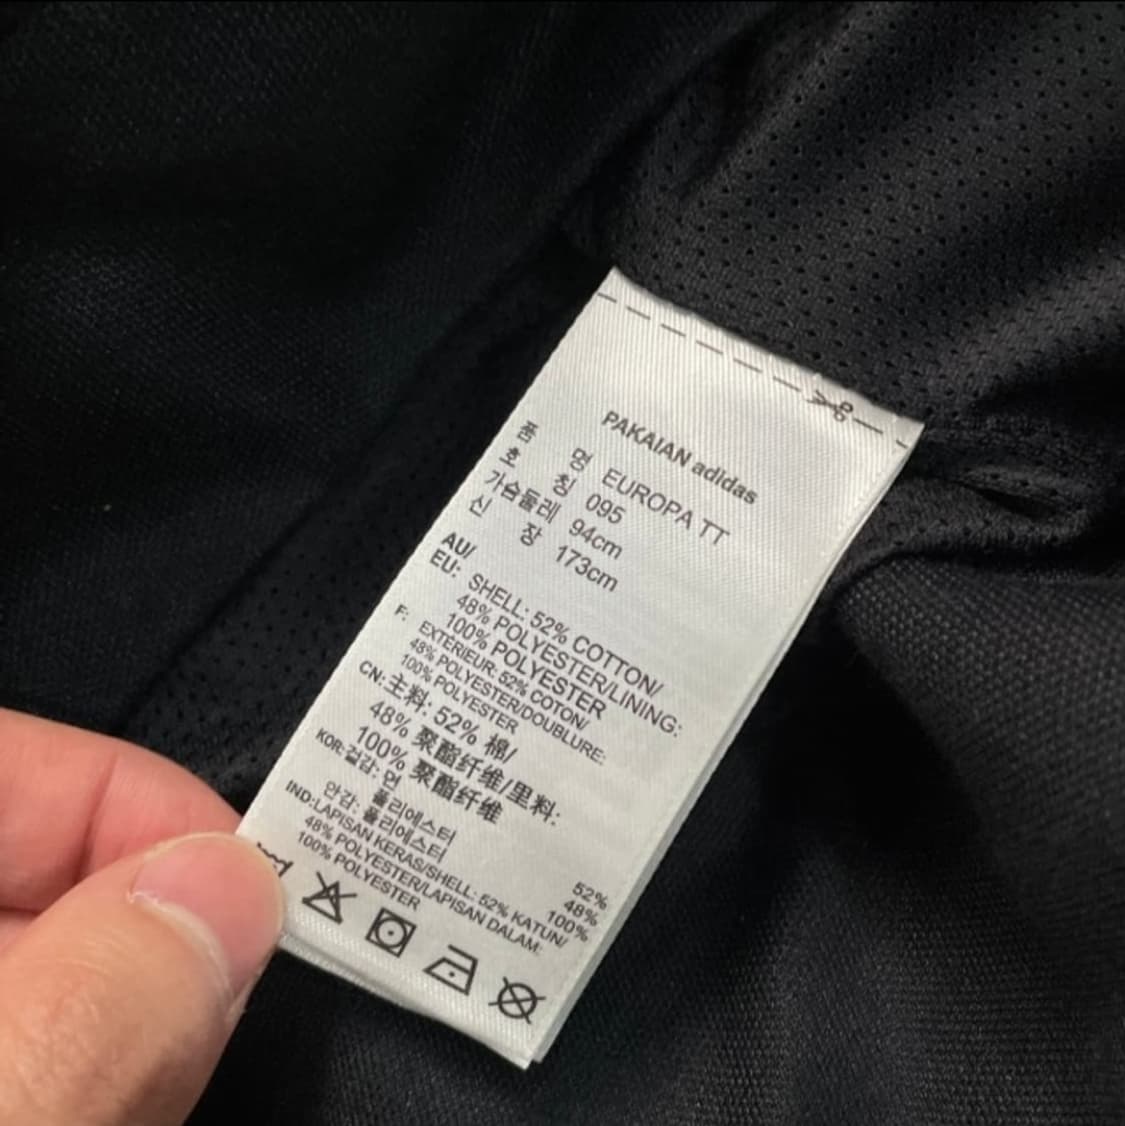 PAKAIAN adidas
품 명 EUROPA TT
호 칭 095
가슴둘레 94cm
신 장 173cm
AU/
EU: SHELL: 52% COTTON/
48% POLYESTER/LINING:
100% POLYESTER
F: EXTÉRIEUR: 52% COTON/
48% POLYESTER/DOUBLURE:
100% POLYESTER
CN: 主料: 52% 棉/
48% 聚酯纤维/里料:
100% 聚酯纤维
KOR: 겉감: 면 52%
폴리에스터 48%
안감: 폴리에스터 100%
IND: LAPISAN KERAS/SHELL: 52% KATUN/
48% POLYESTER/LAPISAN DALAM:
100% POLYESTER